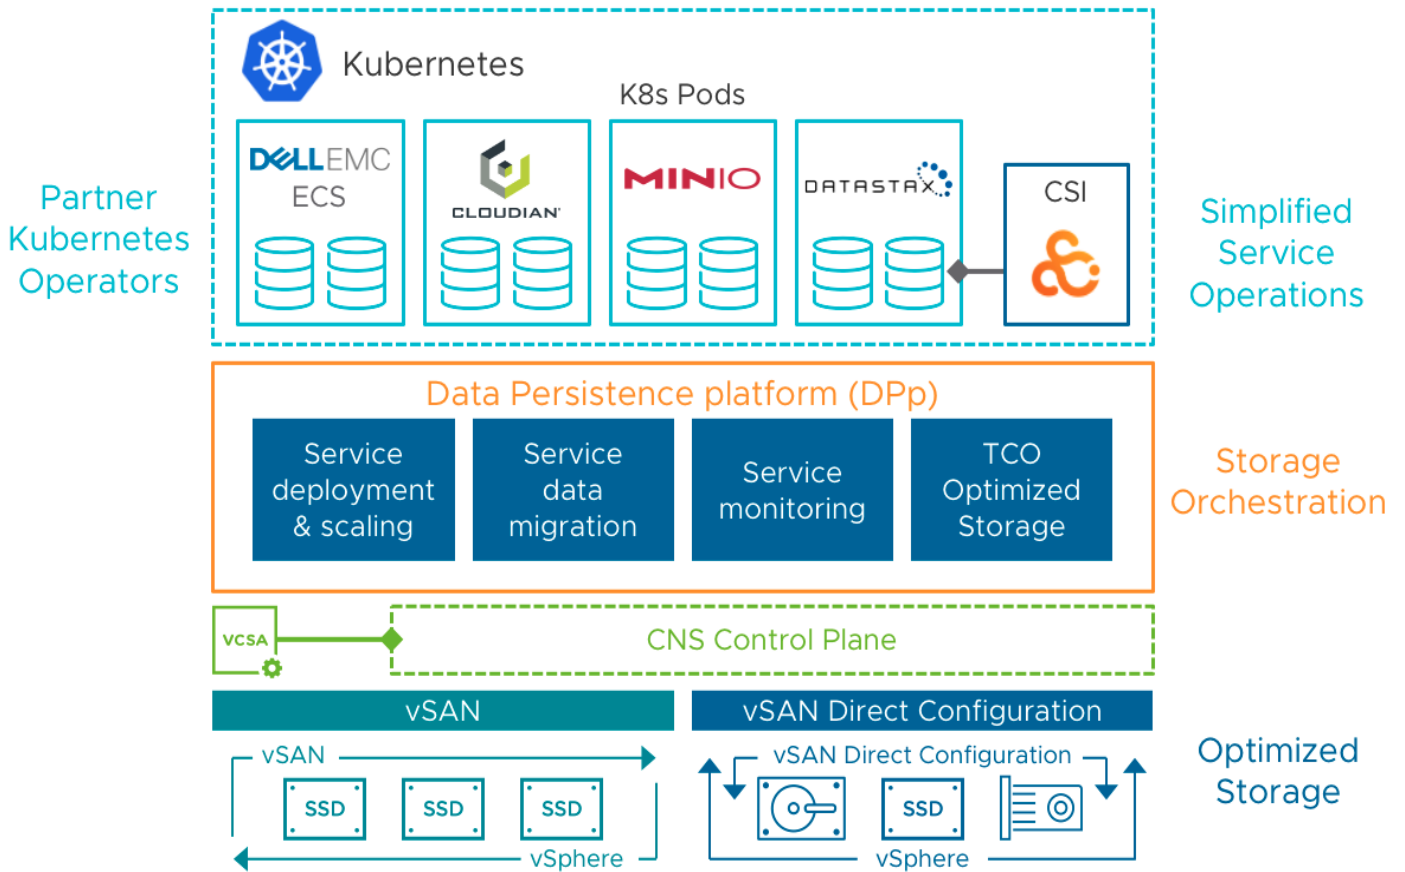 Kubernetes
K8s Pods
DELLEMC
ECS
CLOUDIAN
MINIO
DATASTAX
CSI
Partner
Kubernetes
Operators
Simplified
Service
Operations
Data Persistence platform (DPp)
Service
deployment
& scaling
Service
data
migration
Service
monitoring
TCO
Optimized
Storage
Storage
Orchestration
VCSA
CNS Control Plane
vSAN
vSAN Direct Configuration
vSAN
SSD
SSD
SSD
vSphere
vSAN Direct Configuration
SSD
vSphere
Optimized
Storage